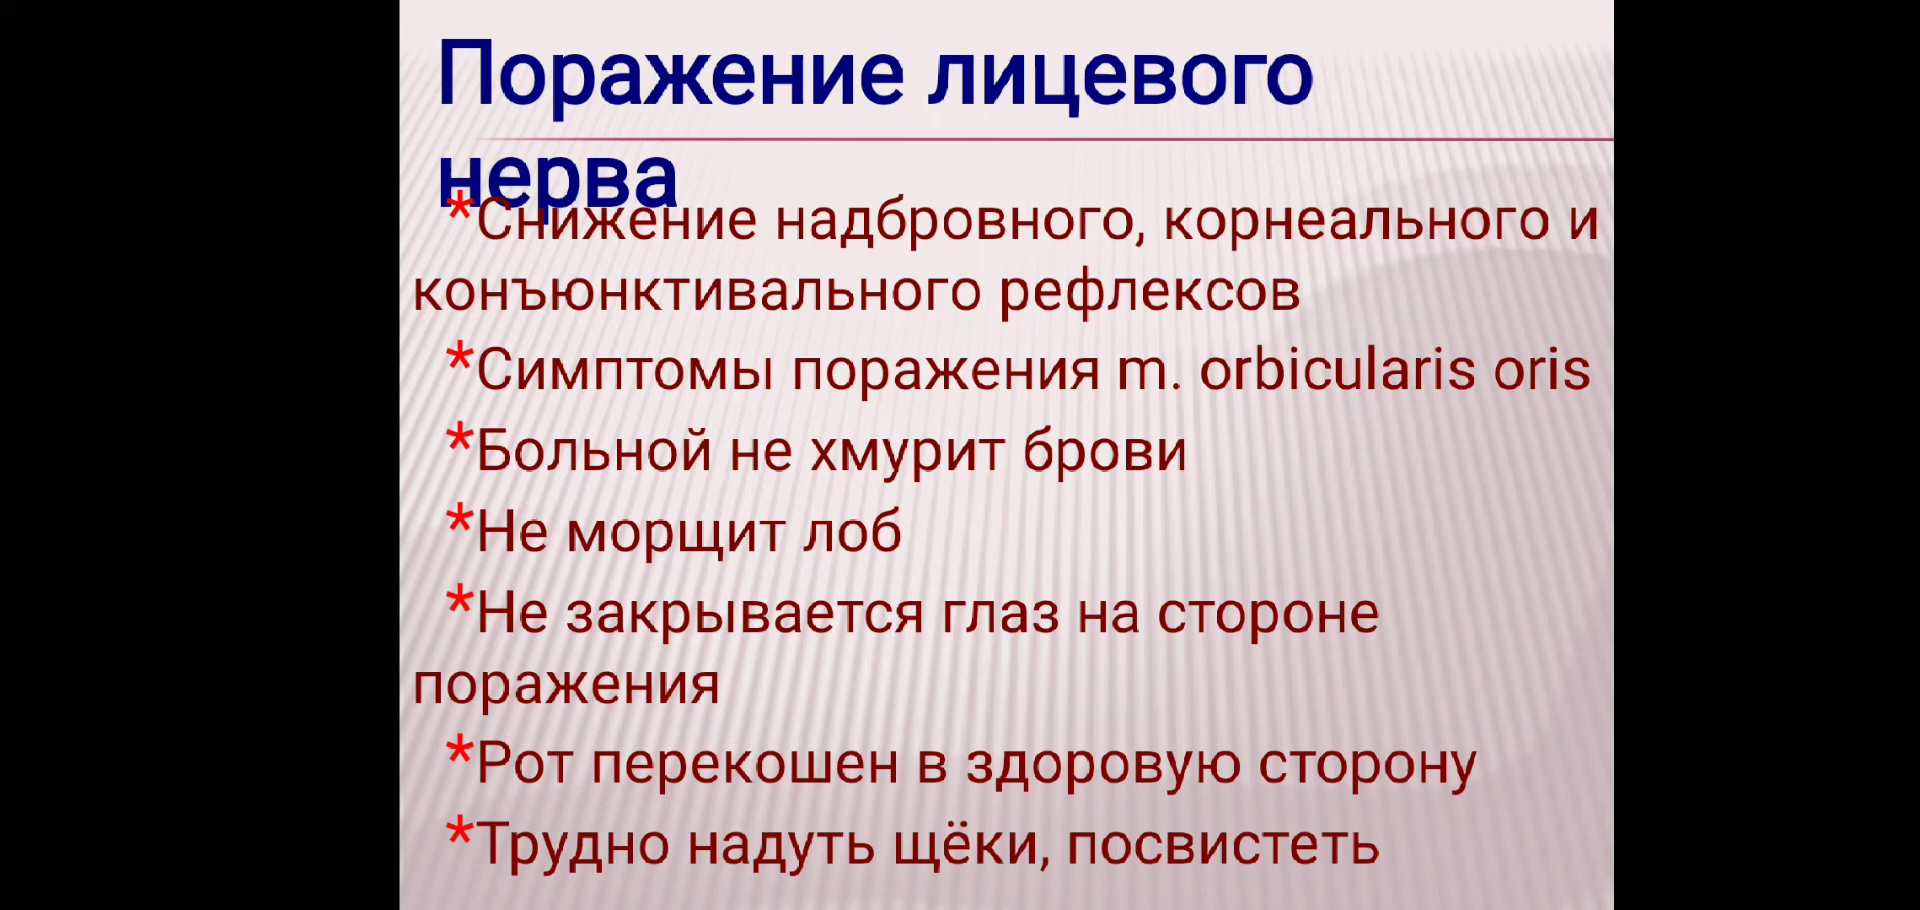 Поражение лицевого
нерва
*Снижение надбровного, корнеального и
конъюнктивального рефлексов
*Симптомы поражения m. orbicularis oris
*Больной не хмурит брови
*Не морщит лоб
*Не закрывается глаз на стороне
поражения
*Рот перекошен в здоровую сторону
*Трудно надуть щёки, посвистеть